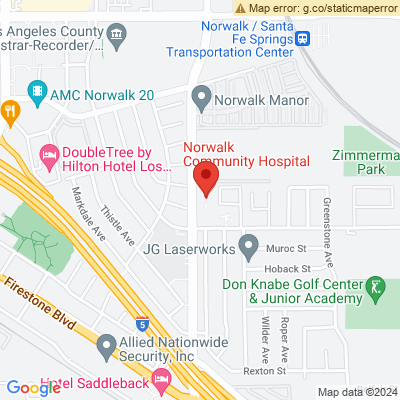 Map error: g.co/staticmaperror
s Angeles County
strar-Recorder/...
Norwalk / Santa
Fe Springs
Transportation Center
AMC Norwalk 20
Norwalk Manor
DoubleTree by
Hilton Hotel Los...
Norwalk
Community Hospital
Zimmerma
Park
Markdale Ave
Thistle Ave
Greenstone Ave
JG Laserworks
Muroc St
Hoback St
Don Knabe Golf Center
& Junior Academy
Firestone Blvd
5
Allied Nationwide
Security, Inc
Wilder Ave
Roper Ave
Rexton St
Hotel Saddleback
Google
Map data ©2024